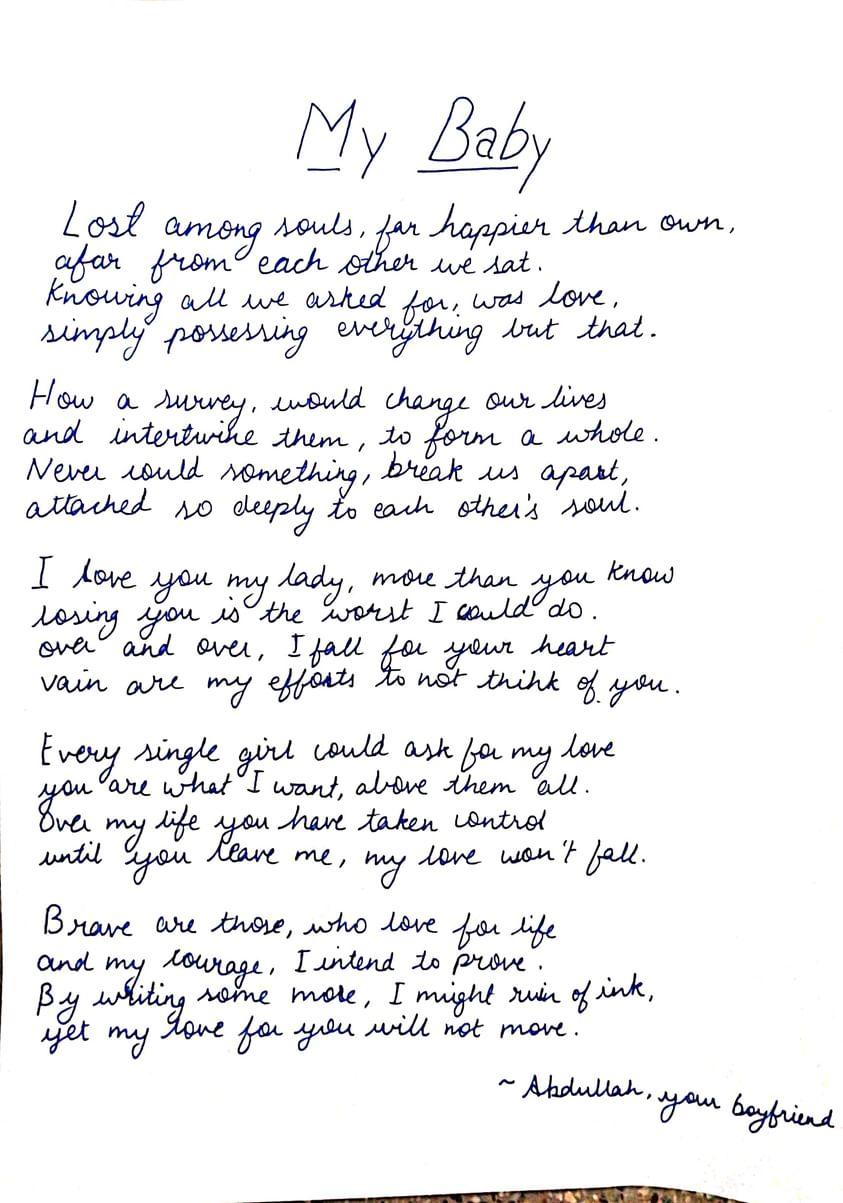 My Baby
Lost among souls, far happier than own,
afar from each other we sat.
Knowing all we asked for, was love,
simply possessing everything but that.
How a survey, would change our lives
and intertwine them, to form a whole.
Never could something, break us apart,
attached so deeply to each other's soul.
I love you my lady, more than you know
losing you is the worst I could do.
over and over, I fall for your heart
vain are my efforts to not think of you.
Every single girl could ask for my love
you are what I want, above them all.
Over my life you have taken control
until you leave me, my love won't fall.
Brave are those, who love for life
and my courage, I intend to prove.
By writing some more, I might ruin of ink,
yet my love for you will not move.
~ Abdullah, your boyfriend